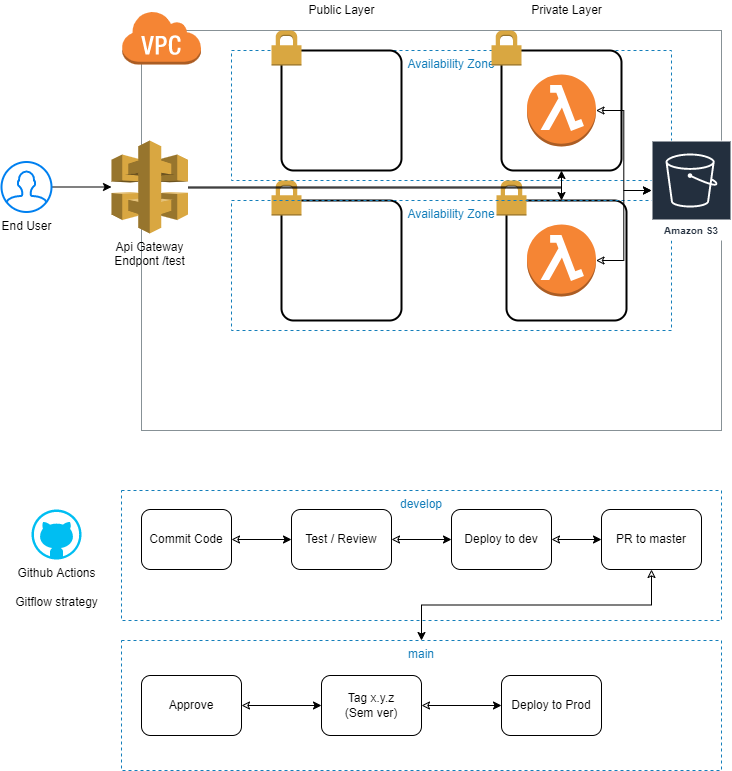 Public Layer
Private Layer
VPC
Availability Zone
End User
Api Gateway
Endpont /test
Availability Zone
Amazon S3
develop
Commit Code
Test / Review
Deploy to dev
PR to master
Github Actions
Gitflow strategy
main
Approve
Tag x.y.z
(Sem ver)
Deploy to Prod